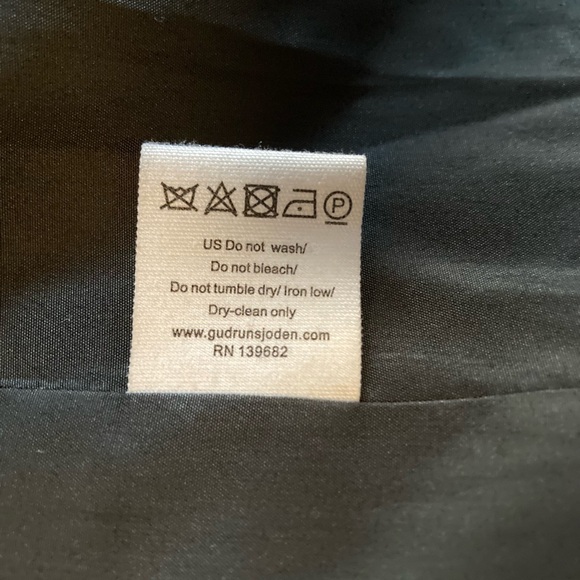 P
US Do not wash/
Do not bleach/
Do not tumble dry/ Iron low/
Dry-clean only
www.gudrunsjoden.com
RN 139682